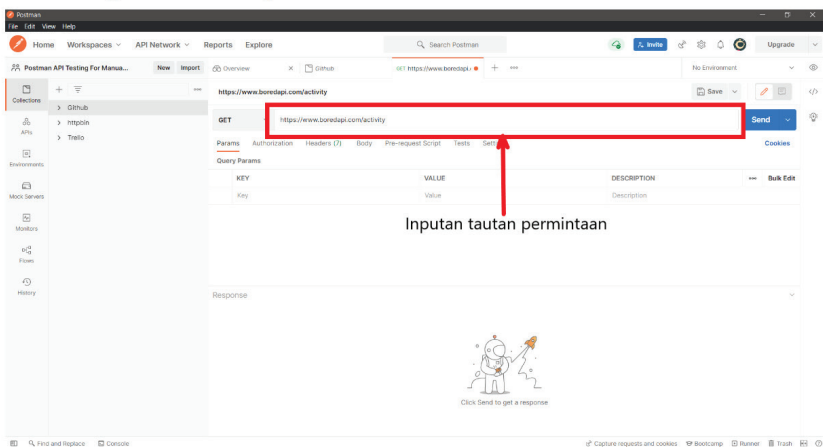 Postman
File Edit View Help
Home Workspaces API Network Reports Explore Search Postman Invite Upgrade
Postman API Testing For Manua... New Import Overview Github GET https://www.boredapi. No Environment
Collections
APIs
Environments
Mock Servers
Monitors
Flows
History
Github
httpbin
Trello
https://www.boredapi.com/activity Save
GET https://www.boredapi.com/activity Send
Params Authorization Headers (7) Body Pre-request Script Tests Sett Cookies
Query Params
KEY VALUE DESCRIPTION Bulk Edit
Key Value Description
Inputan tautan permintaan
Response
Click Send to get a response
Find and Replace Console Capture requests and cookies Bootcamp Runner Trash